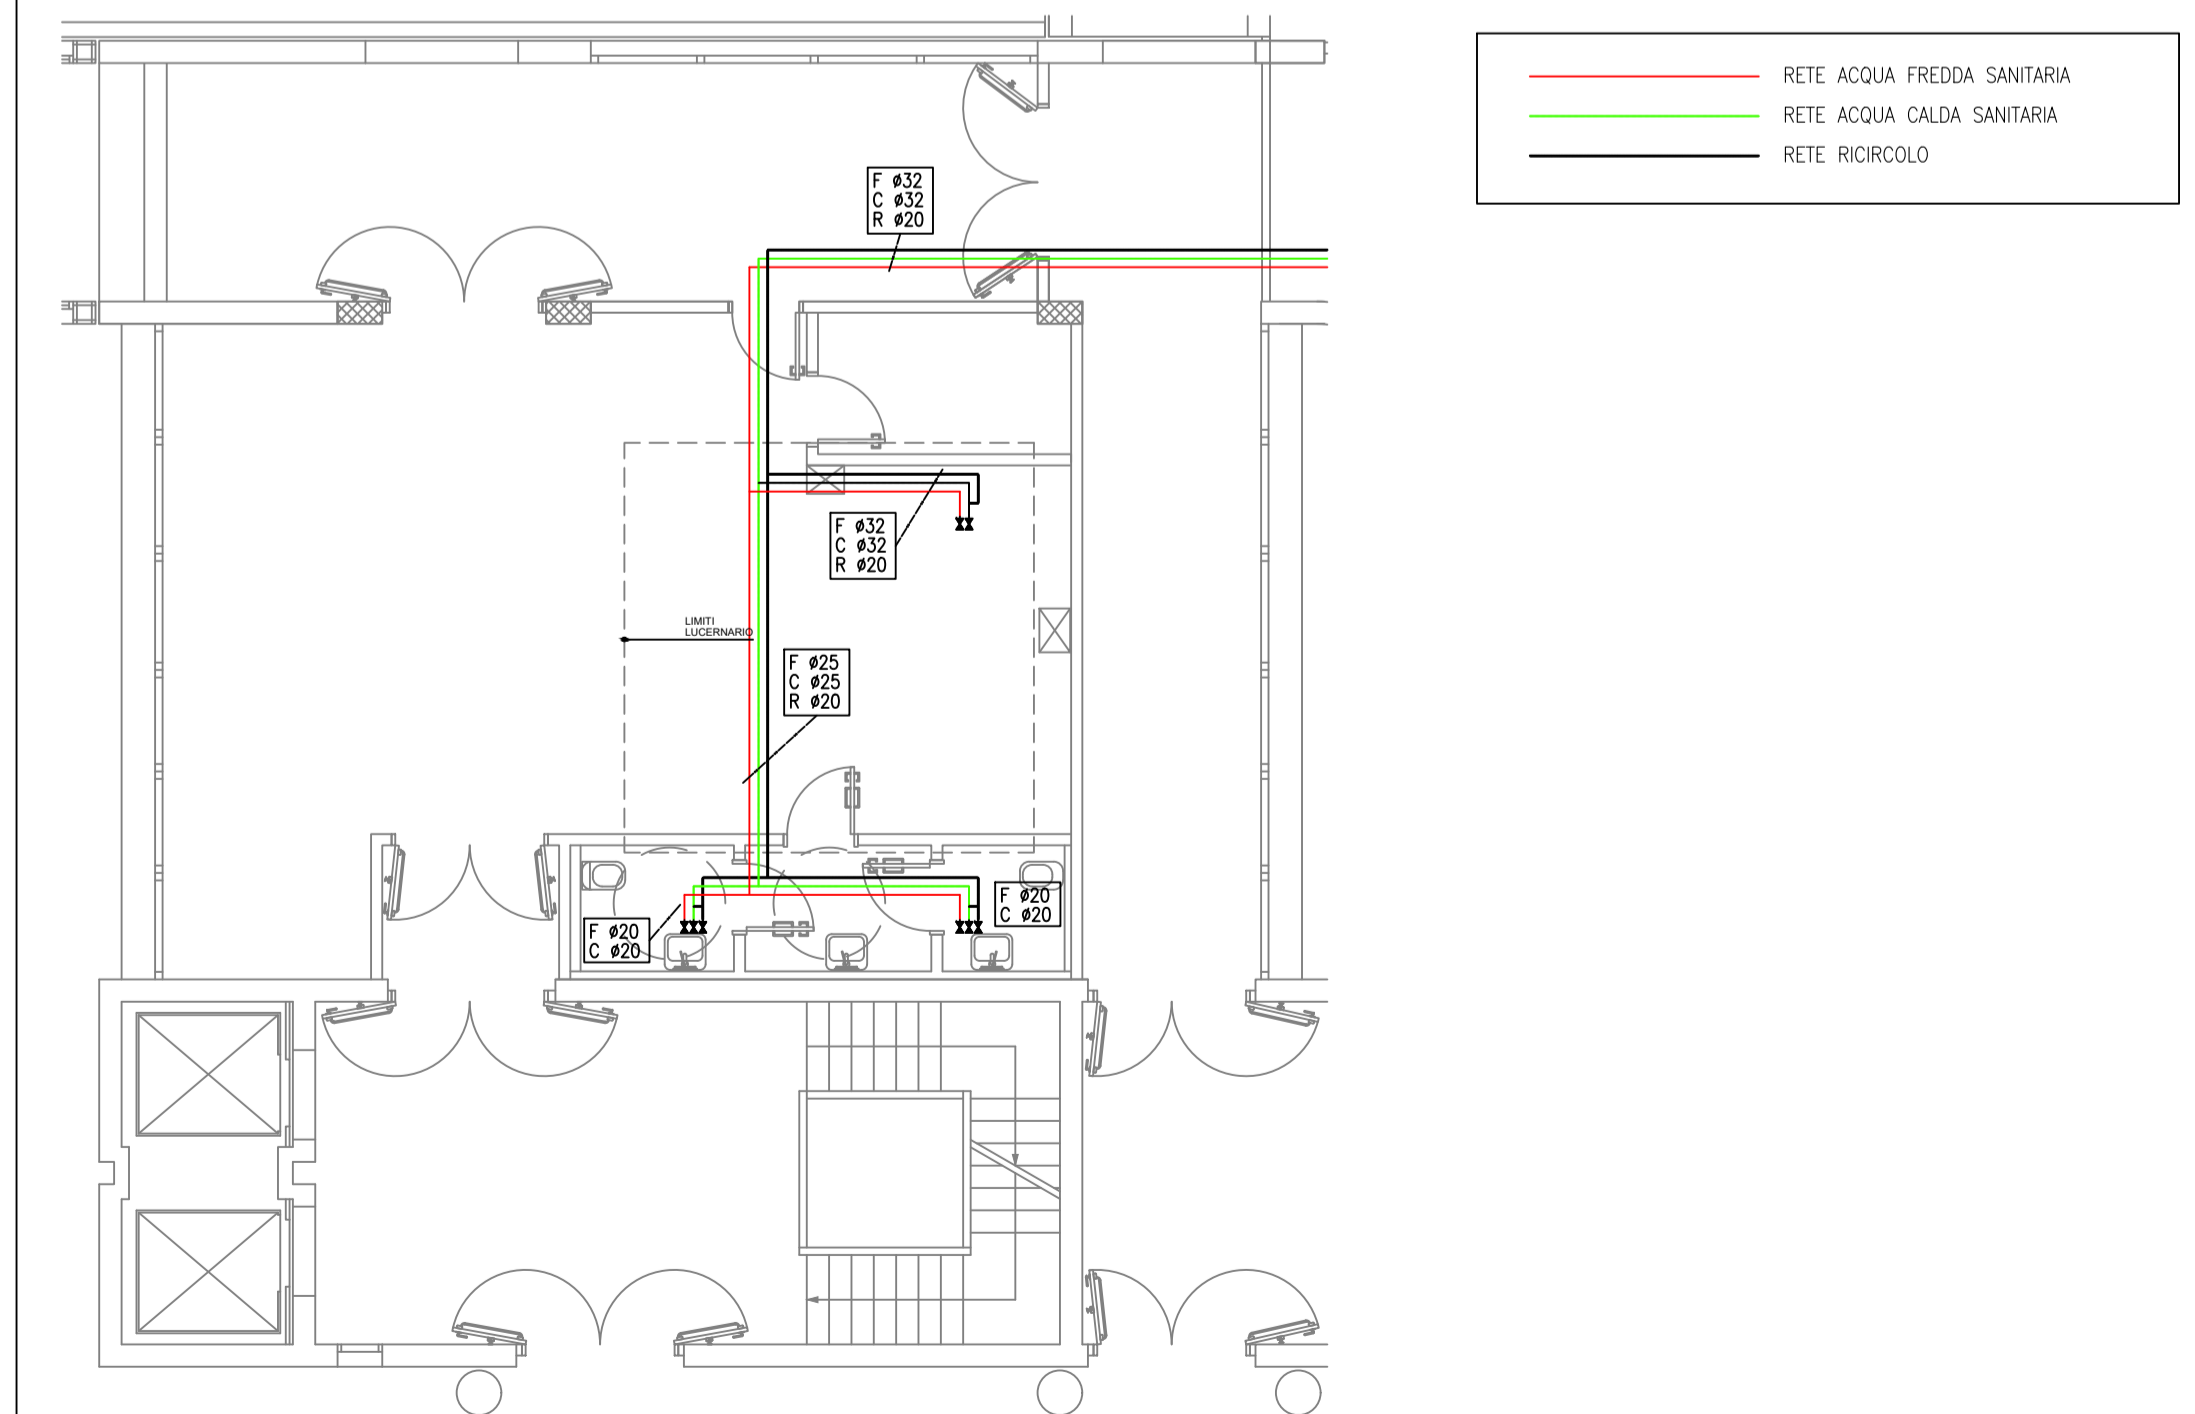 RETE ACQUA FREDDA SANITARIA
RETE ACQUA CALDA SANITARIA
RETE RICIRCOLO
F ø32
C ø32
R ø20
F ø32
C ø32
R ø20
LIMITI
LUCERNARIO
F ø25
C ø25
R ø20
F ø20
C ø20
F ø20
C ø20